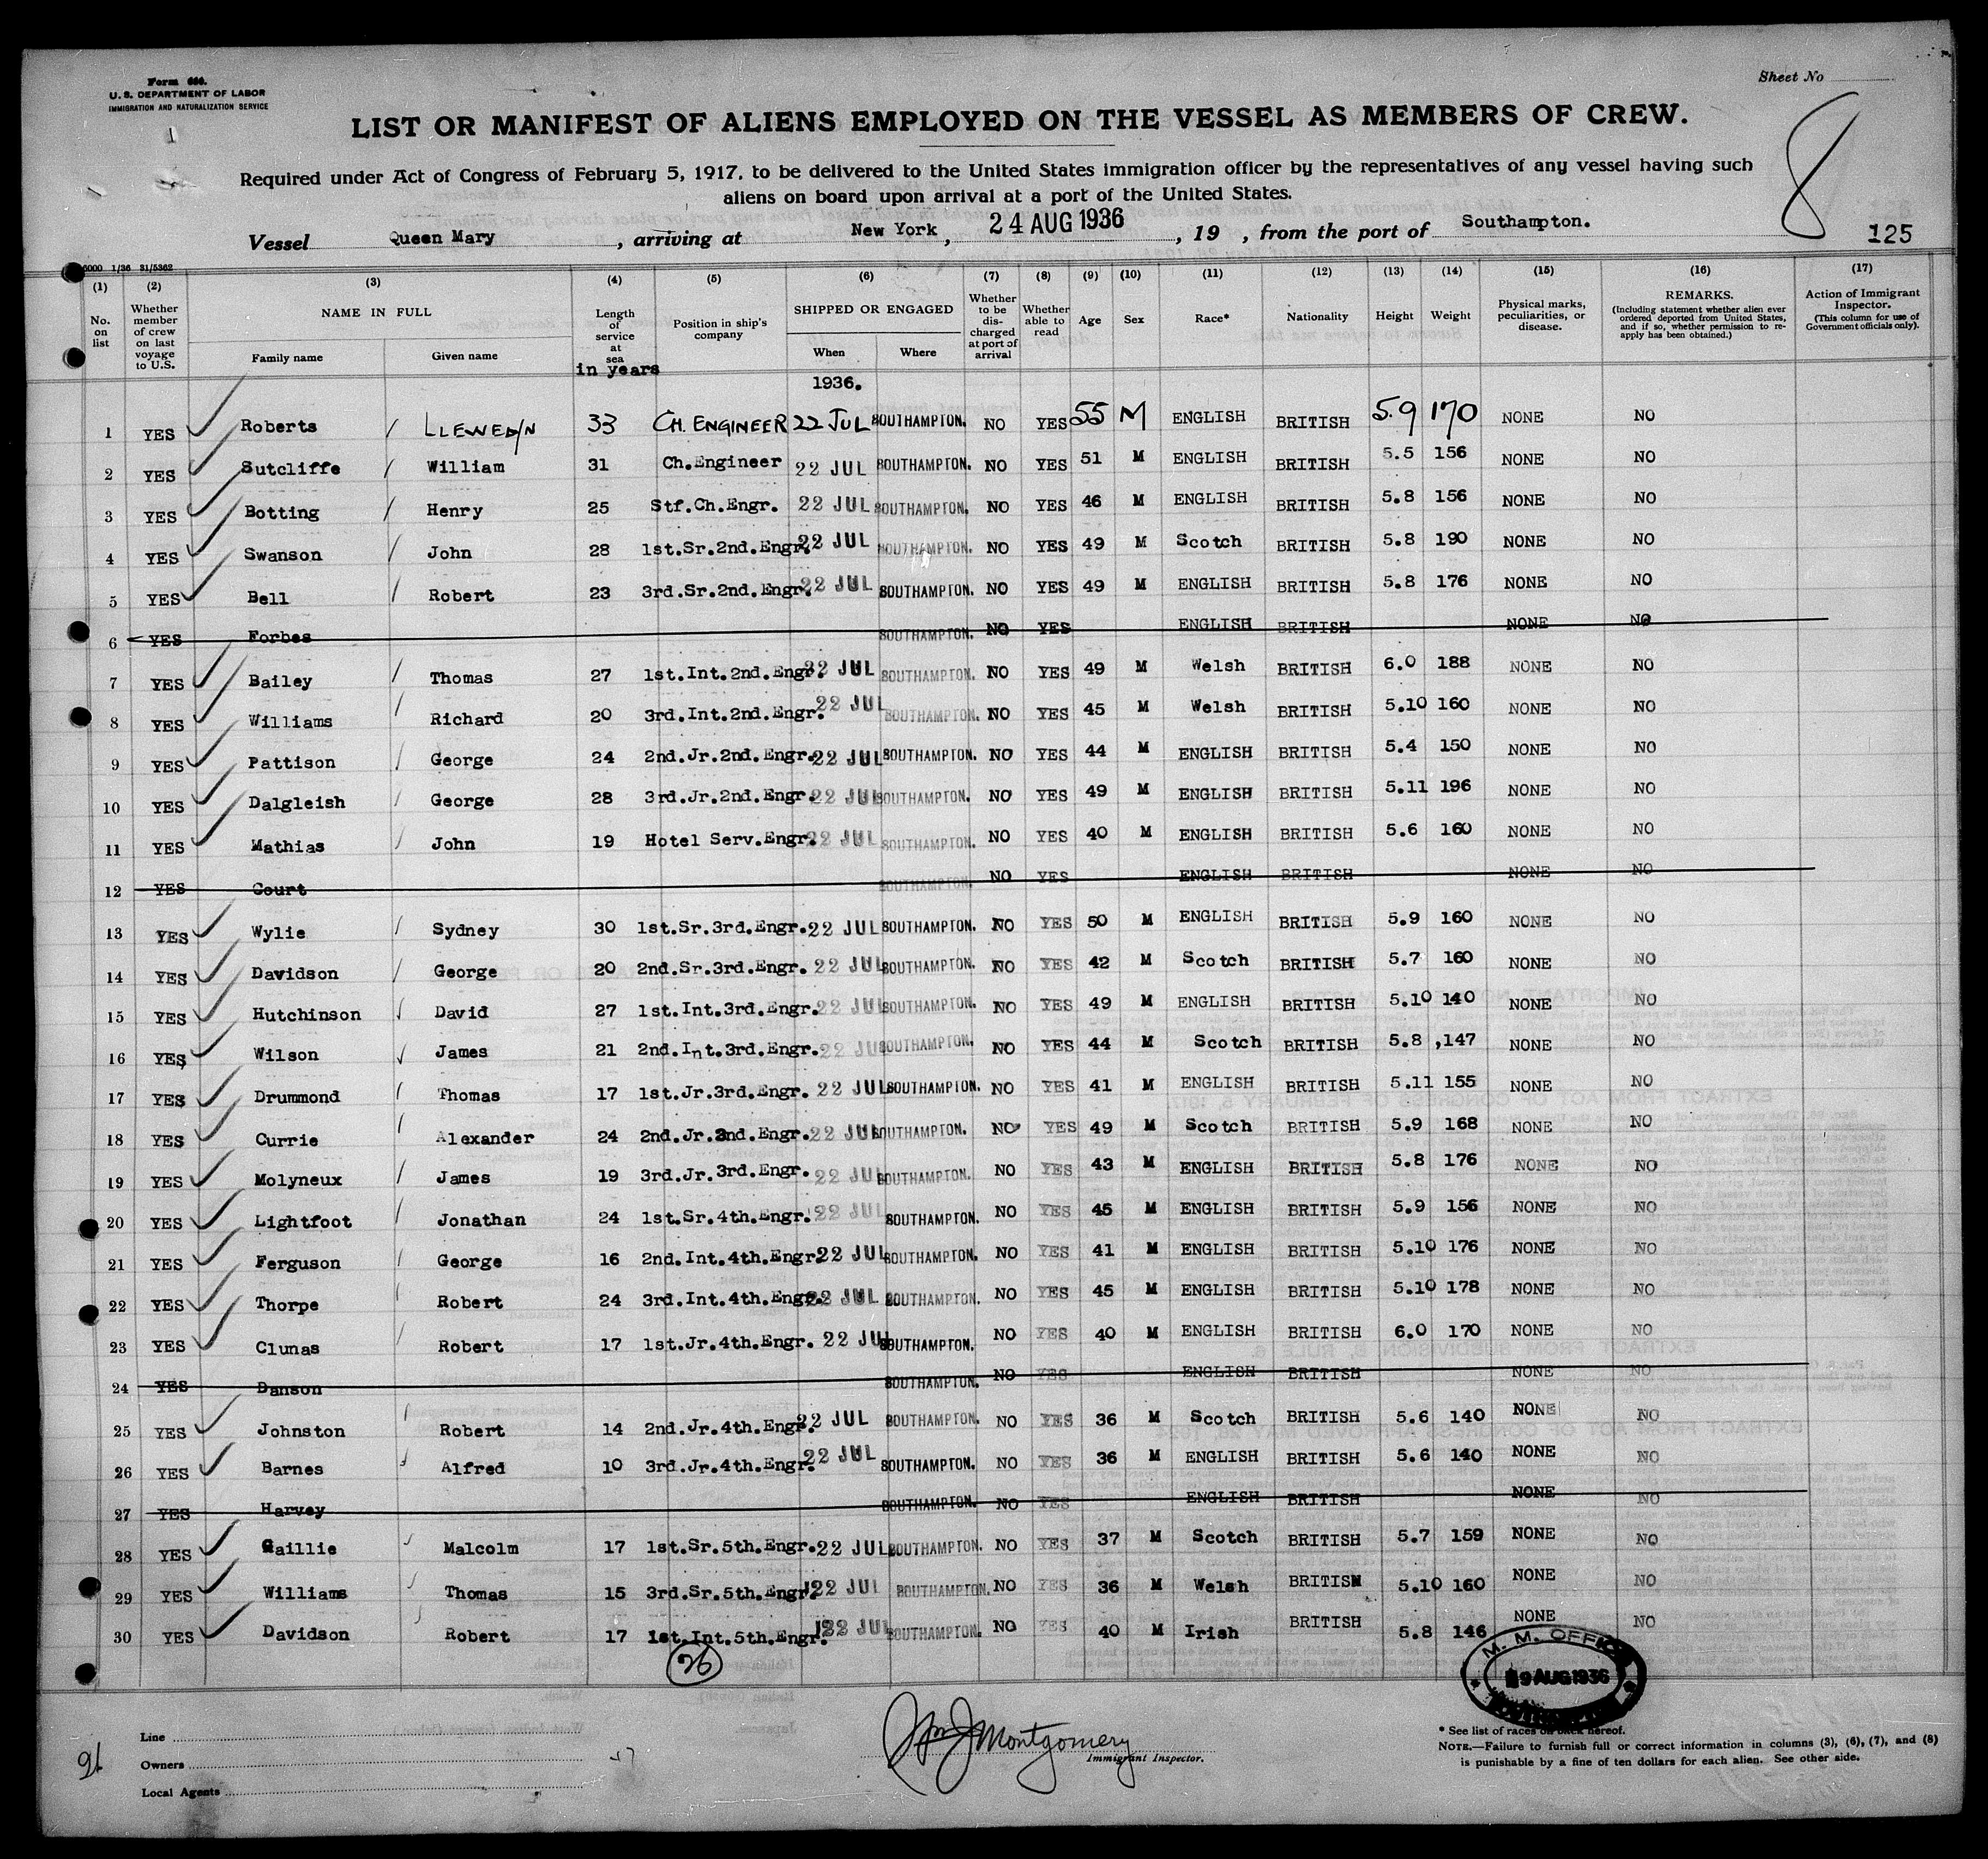 Form 680.
U. S. DEPARTMENT OF LABOR
IMMIGRATION AND NATURALIZATION SERVICE
Sheet No
8
LIST OR MANIFEST OF ALIENS EMPLOYED ON THE VESSEL AS MEMBERS OF CREW.
Required under Act of Congress of February 5, 1917, to be delivered to the United States immigration officer by the representatives of any vessel having such
aliens on board upon arrival at a port of the United States.
Vessel Queen Mary, arriving at New York, 24 AUG 1936, 19 , from the port of Southampton.
125
(1) No. on list (2) Whether member of crew on last voyage to U.S. (3) NAME IN FULL Family name Given name (4) Length of service at sea in years (5) Position in ship's company (6) SHIPPED OR ENGAGED When Where (7) Whether to be discharged at port of arrival (8) Whether able to read (9) Age (10) Sex (11) Race* (12) Nationality (13) Height (14) Weight (15) Physical marks, peculiarities, or disease. (16) REMARKS. (Including statement whether alien ever ordered deported from United States, and if so, whether permission to re-apply has been obtained.) (17) Action of Immigrant Inspector. (This column for use of Government officials only).
1936.
1 YES Roberts LLEWELYN 33 CH. ENGINEER 22 JUL SOUTHAMPTON. NO YES 55 M ENGLISH BRITISH 5.9 170 NONE NO
2 YES Sutcliffe William 31 Ch.Engineer 22 JUL SOUTHAMPTON. NO YES 51 M ENGLISH BRITISH 5.5 156 NONE NO
3 YES Botting Henry 25 Stf.Ch.Engr. 22 JUL SOUTHAMPTON. NO YES 46 M ENGLISH BRITISH 5.8 156 NONE NO
4 YES Swanson John 28 1st.Sr.2nd.Engr. 22 JUL SOUTHAMPTON. NO YES 49 M Scotch BRITISH 5.8 190 NONE NO
5 YES Bell Robert 23 3rd.Sr.2nd.Engr. 22 JUL SOUTHAMPTON. NO YES 49 M ENGLISH BRITISH 5.8 176 NONE NO
6 YES Forbes SOUTHAMPTON. NO YES ENGLISH BRITISH NONE NO
7 YES Bailey Thomas 27 1st.Int.2nd.Engr. 22 JUL SOUTHAMPTON. NO YES 49 M Welsh BRITISH 6.0 188 NONE NO
8 YES Williams Richard 20 3rd.Int.2nd.Engr. 22 JUL SOUTHAMPTON. NO YES 45 M Welsh BRITISH 5.10 160 NONE NO
9 YES Pattison George 24 2nd.Jr.2nd.Engr. 22 JUL SOUTHAMPTON. NO YES 44 M ENGLISH BRITISH 5.4 150 NONE NO
10 YES Dalgleish George 28 3rd.Jr.2nd.Engr. 22 JUL SOUTHAMPTON. NO YES 49 M ENGLISH BRITISH 5.11 196 NONE NO
11 YES Mathias John 19 Hotel Serv.Engr. 22 JUL SOUTHAMPTON. NO YES 40 M ENGLISH BRITISH 5.6 160 NONE NO
12 YES Court SOUTHAMPTON. NO YES ENGLISH BRITISH NONE NO
13 YES Wylie Sydney 30 1st.Sr.3rd.Engr. 22 JUL SOUTHAMPTON. NO YES 50 M ENGLISH BRITISH 5.9 160 NONE NO
14 YES Davidson George 20 2nd.Sr.3rd.Engr. 22 JUL SOUTHAMPTON. NO YES 42 M Scotch BRITISH 5.7 160 NONE NO
15 YES Hutchinson David 27 1st.Int.3rd.Engr. 22 JUL SOUTHAMPTON. NO YES 49 M ENGLISH BRITISH 5.10 140 NONE NO
16 YES Wilson James 21 2nd.Int.3rd.Engr. 22 JUL SOUTHAMPTON. NO YES 44 M Scotch BRITISH 5.8 ,147 NONE NO
17 YES Drummond Thomas 17 1st.Jr.3rd.Engr. 22 JUL SOUTHAMPTON. NO YES 41 M ENGLISH BRITISH 5.11 155 NONE NO
18 YES Currie Alexander 24 2nd.Jr.3nd.Engr. 22 JUL SOUTHAMPTON. NO YES 49 M Scotch BRITISH 5.9 168 NONE NO
19 YES Molyneux James 19 3rd.Jr.3rd.Engr. 22 JUL SOUTHAMPTON. NO YES 43 M ENGLISH BRITISH 5.8 176 NONE NO
20 YES Lightfoot Jonathan 24 1st.Sr.4th.Engr. 22 JUL SOUTHAMPTON. NO YES 45 M ENGLISH BRITISH 5.9 156 NONE NO
21 YES Ferguson George 16 2nd.Int.4th.Engr. 22 JUL SOUTHAMPTON. NO YES 41 M ENGLISH BRITISH 5.10 176 NONE NO
22 YES Thorpe Robert 24 3rd.Int.4th.Engr. 22 JUL SOUTHAMPTON. NO YES 45 M ENGLISH BRITISH 5.10 178 NONE NO
23 YES Clunas Robert 17 1st.Jr.4th.Engr. 22 JUL SOUTHAMPTON. NO YES 40 M ENGLISH BRITISH 6.0 170 NONE NO
24 YES Danson SOUTHAMPTON. NO YES ENGLISH BRITISH NONE NO
25 YES Johnston Robert 14 2nd.Jr.4th.Engr. 22 JUL SOUTHAMPTON. NO YES 36 M Scotch BRITISH 5.6 140 NONE NO
26 YES Barnes Alfred 10 3rd.Jr.4th.Engr. 22 JUL SOUTHAMPTON. NO YES 36 M ENGLISH BRITISH 5.6 140 NONE NO
27 YES Harvey SOUTHAMPTON. NO YES ENGLISH BRITISH NONE NO
28 YES Gaillie Malcolm 17 1st.Sr.5th.Engr. 22 JUL SOUTHAMPTON. NO YES 37 M Scotch BRITISH 5.7 159 NONE NO
29 YES Williams Thomas 15 3rd.Sr.5th.Engr. 22 JUL SOUTHAMPTON. NO YES 36 M Welsh BRITISH 5.10 160 NONE NO
30 YES Davidson Robert 17 1st.Int.5th.Engr. 22 JUL SOUTHAMPTON. NO YES 40 M Irish BRITISH 5.8 146 NONE NO
26
M. M. OFFICE
19 AUG 1936
Line
Owners
Local Agents
91
Wm J Montgomery
Immigrant Inspector.
* See list of races on back hereof.
NOTE.—Failure to furnish full or correct information in columns (3), (6), (7), and (8)
is punishable by a fine of ten dollars for each alien. See other side.